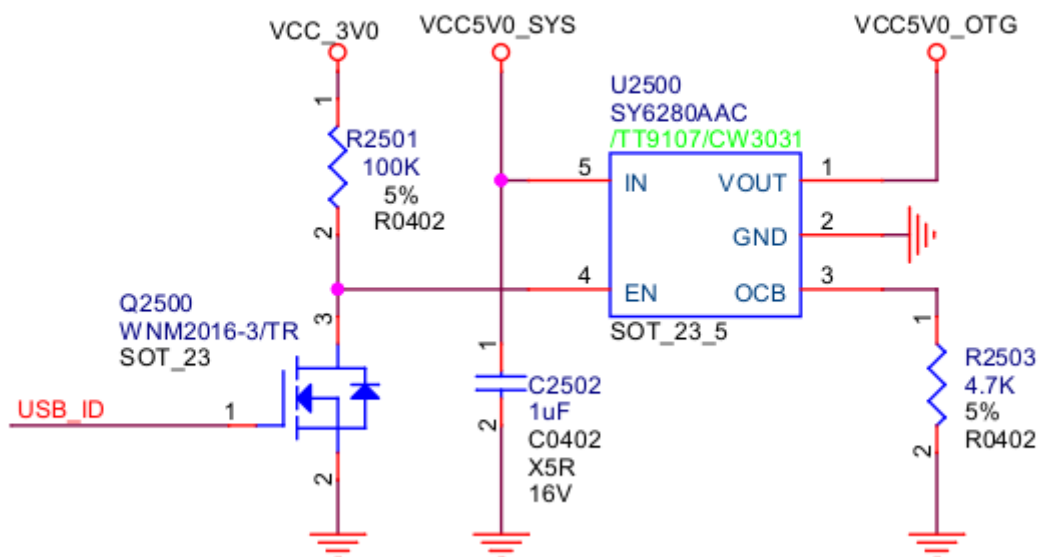 VCC_3V0
VCC5V0_SYS
VCC5V0_OTG
U2500
SY6280AAC
/TT9107/CW3031
1
R2501
100K
5%
R0402
2
5
IN
VOUT
1
GND
2
4
EN
OCB
3
SOT_23_5
Q2500
WNM2016-3/TR
SOT_23
3
USB_ID
1
2
1
C2502
1uF
C0402
X5R
16V
2
1
R2503
4.7K
5%
R0402
2